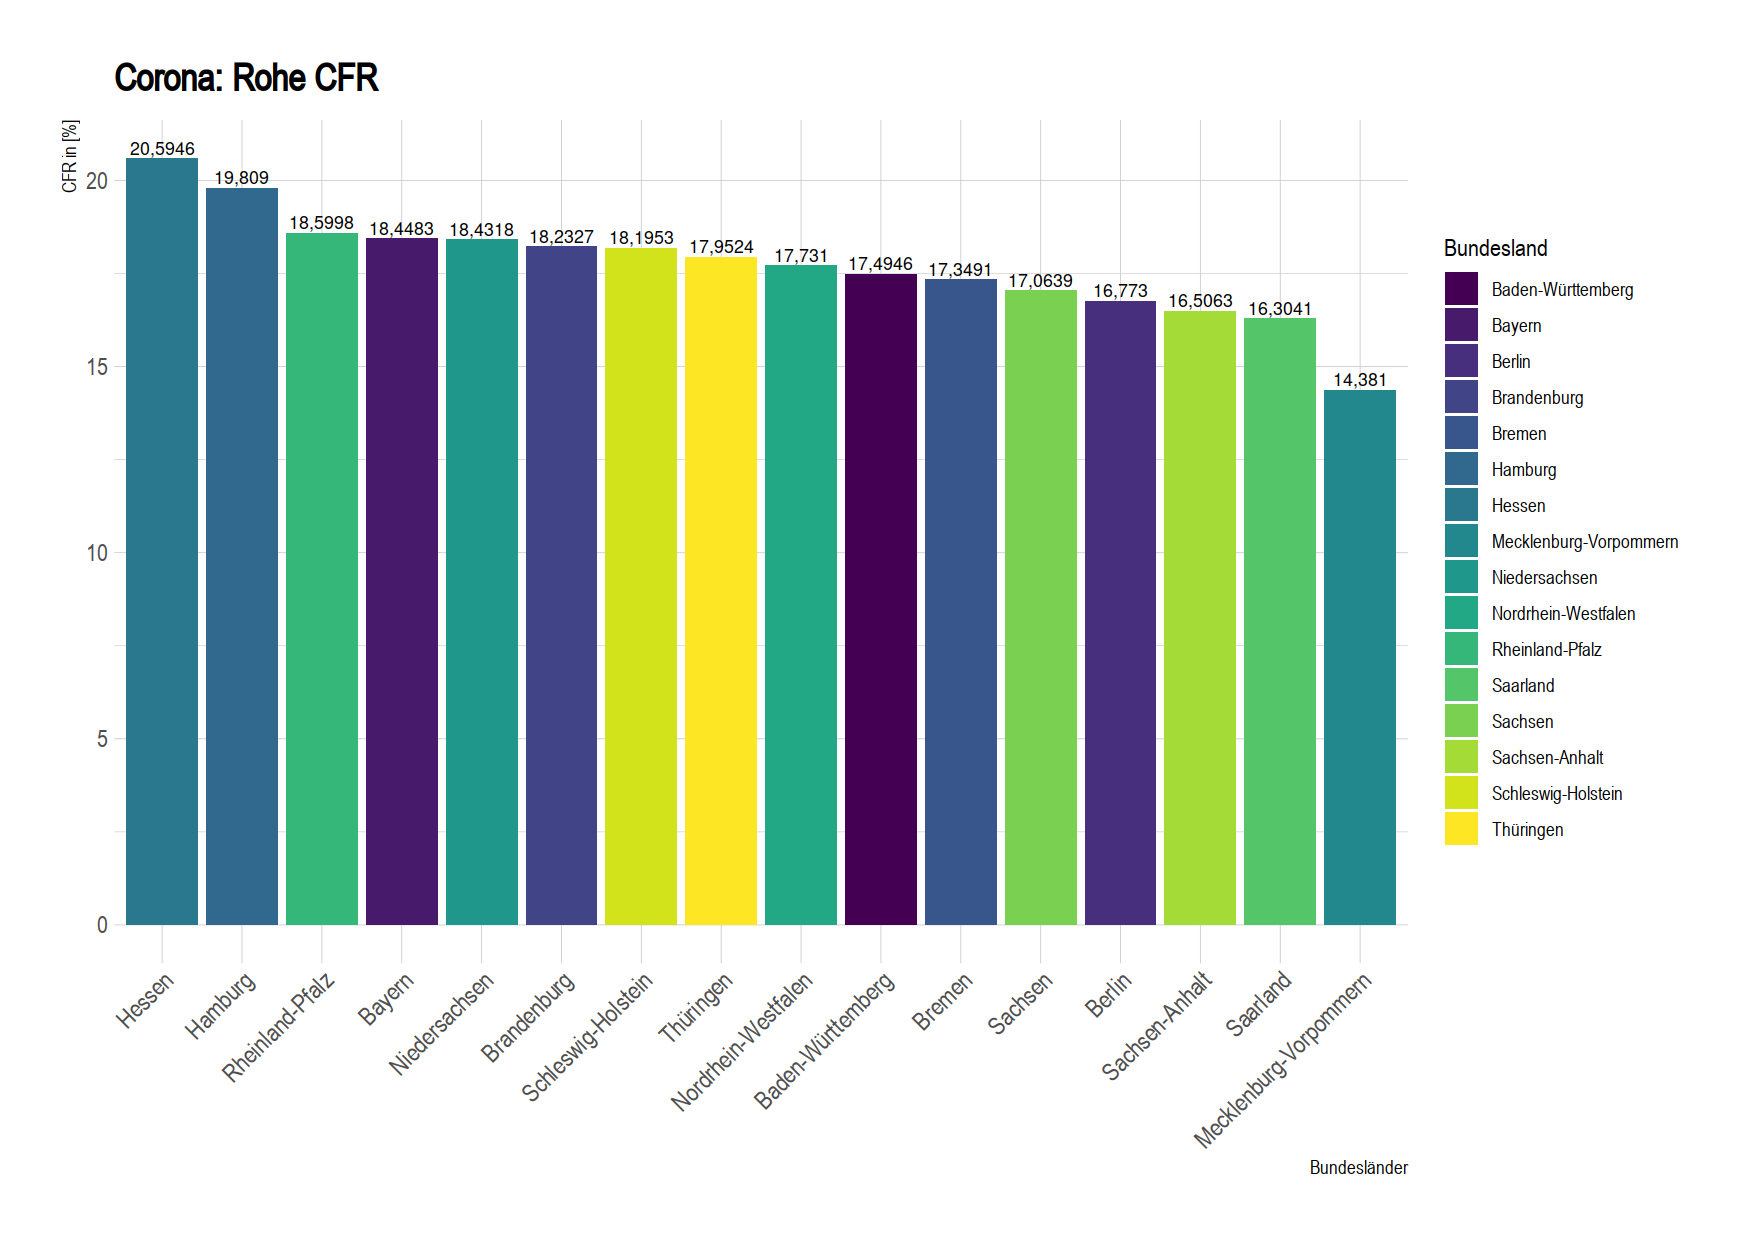 Corona: Rohe CFR
CFR in [%]
20
15
10
5
0
20,5946
19,809
18,5998
18,4483
18,4318
18,2327
18,1953
17,9524
17,731
17,4946
17,3491
17,0639
16,773
16,5063
16,3041
14,381
Hessen
Hamburg
Rheinland-Pfalz
Bayern
Niedersachsen
Brandenburg
Schleswig-Holstein
Thüringen
Nordrhein-Westfalen
Baden-Württemberg
Bremen
Sachsen
Berlin
Sachsen-Anhalt
Saarland
Mecklenburg-Vorpommern
Bundesländer
Bundesland
Baden-Württemberg
Bayern
Berlin
Brandenburg
Bremen
Hamburg
Hessen
Mecklenburg-Vorpommern
Niedersachsen
Nordrhein-Westfalen
Rheinland-Pfalz
Saarland
Sachsen
Sachsen-Anhalt
Schleswig-Holstein
Thüringen